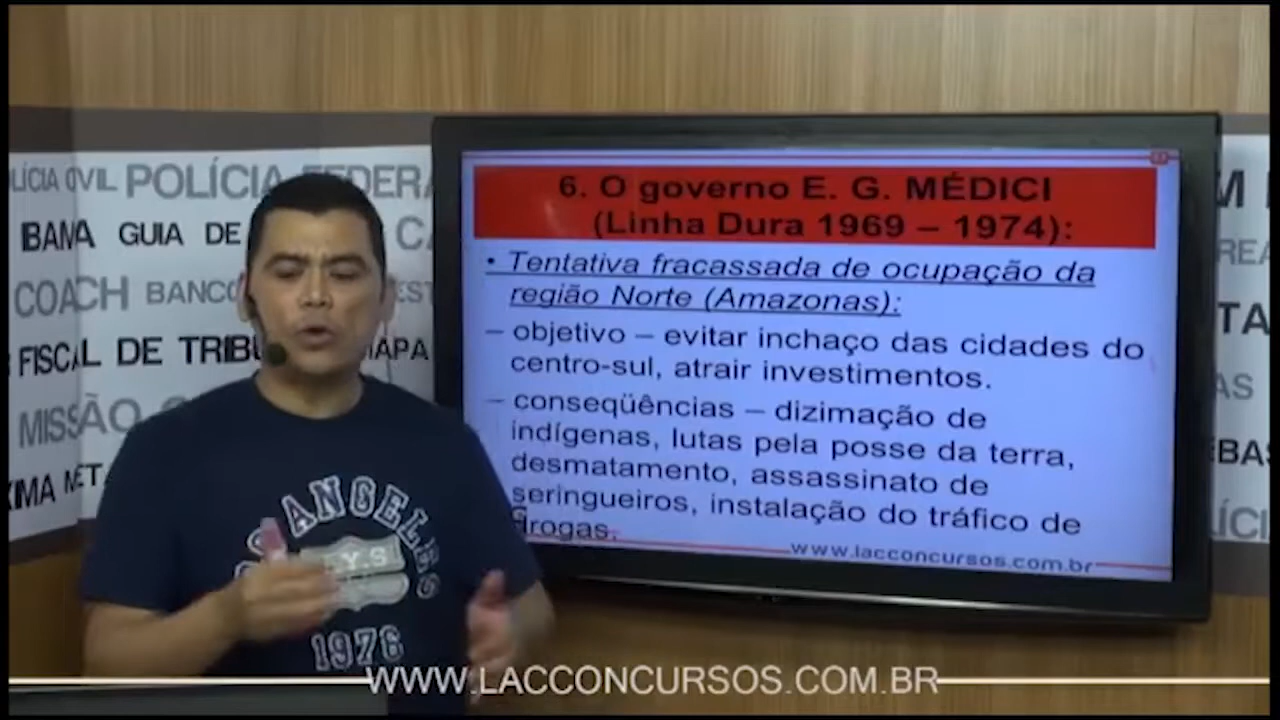 LÍCIA CIVIL POLÍCIA FEDERA
IBAMA GUIA DE
COACH BANCO
FISCAL DE TRIBU
MAPA
MISSÃO
XIMA META
6. O governo E. G. MÉDICI
(Linha Dura 1969 – 1974):
• Tentativa fracassada de ocupação da
região Norte (Amazonas):
– objetivo – evitar inchaço das cidades do
centro-sul, atrair investimentos.
– conseqüências – dizimação de
indígenas, lutas pela posse da terra,
desmatamento, assassinato de
seringueiros, instalação do tráfico de
drogas.
www.lacconcursos.com.br
ANGELES
1976
WWW.LACCONCURSOS.COM.BR